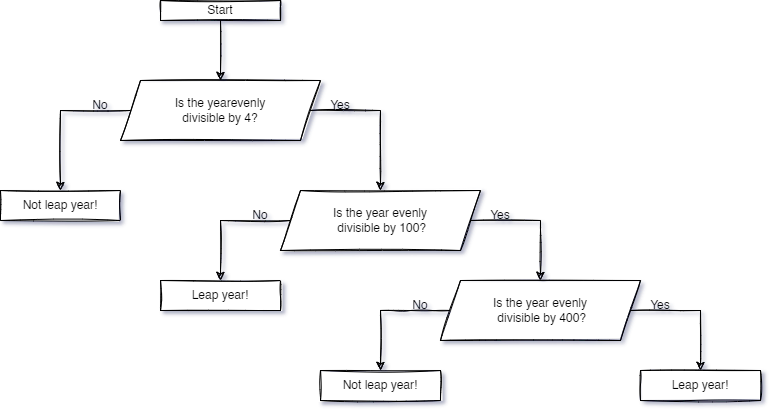 Start
Is the yearevenly
divisible by 4?
No
Yes
Not leap year!
Is the year evenly
divisible by 100?
No
Yes
Leap year!
Is the year evenly
divisible by 400?
No
Yes
Not leap year!
Leap year!